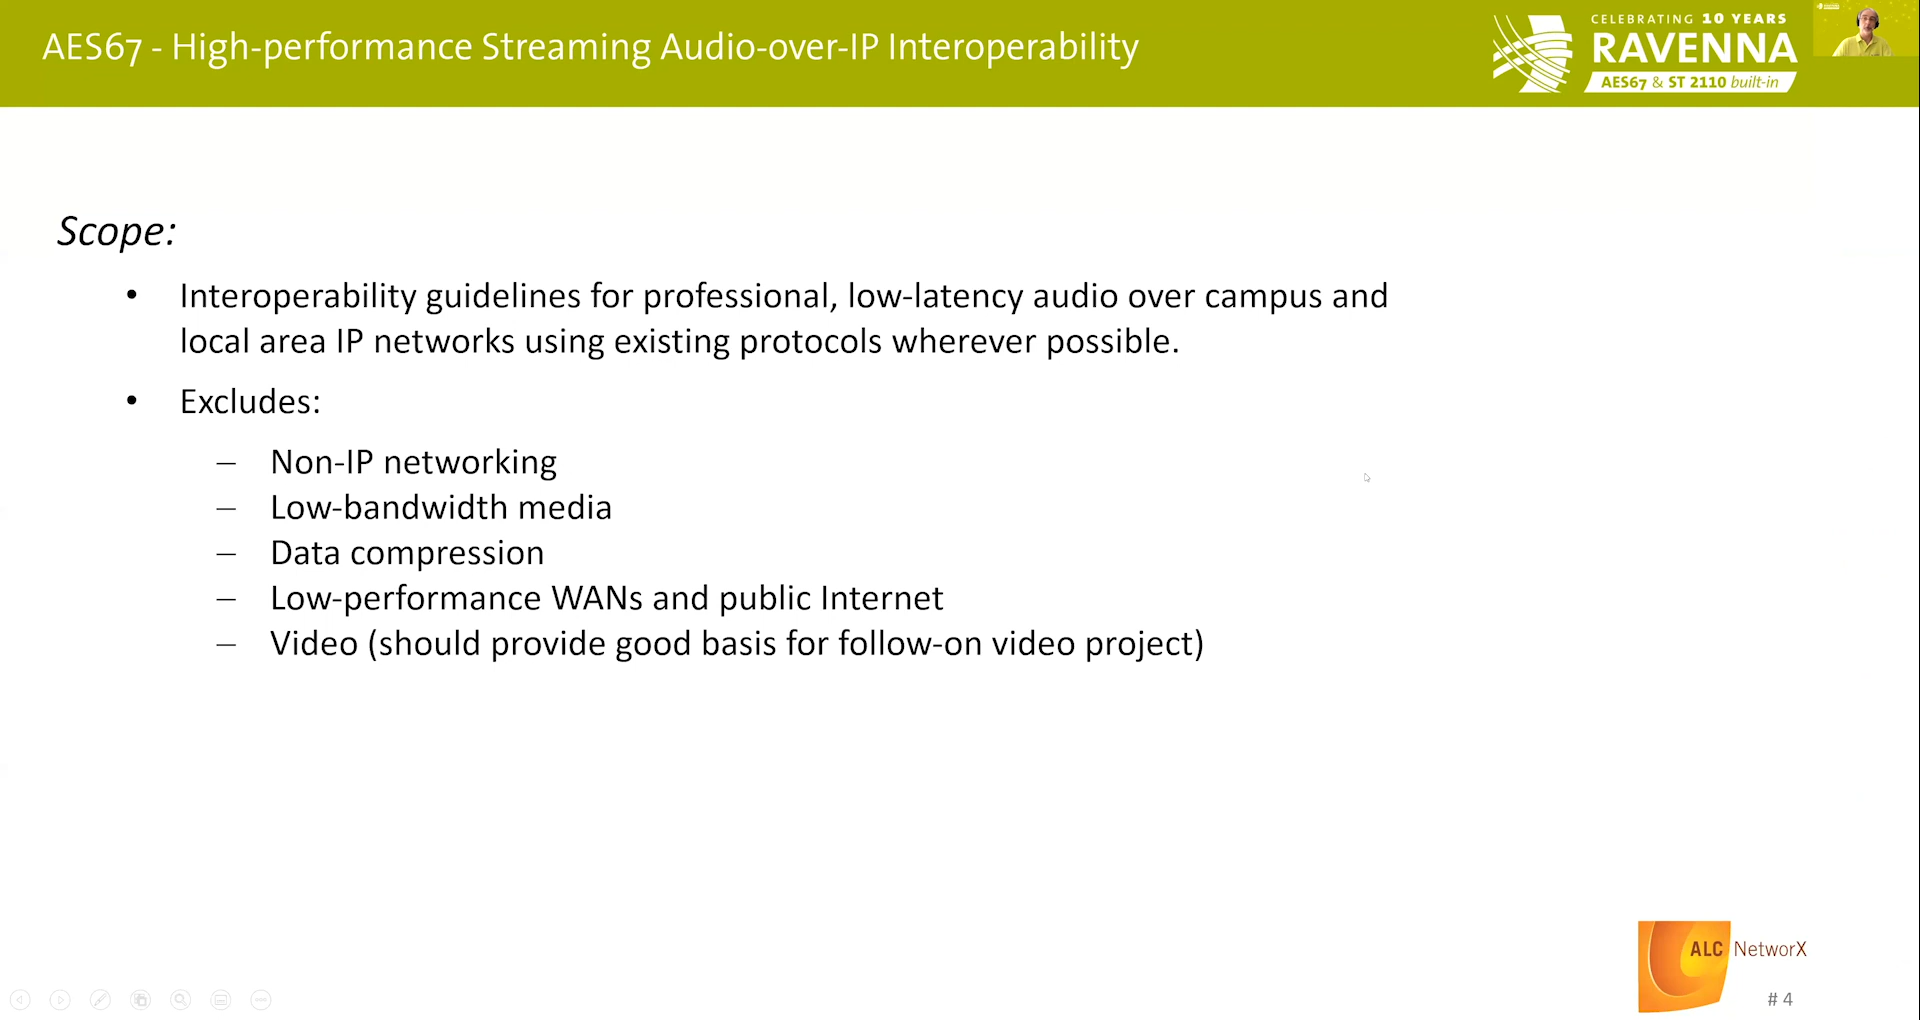 AES67 - High-performance Streaming Audio-over-IP Interoperability
CELEBRATING 10 YEARS
RAVENNA
AES67 & ST 2110 built-in
Scope:
• Interoperability guidelines for professional, low-latency audio over campus and
local area IP networks using existing protocols wherever possible.
• Excludes:
– Non-IP networking
– Low-bandwidth media
– Data compression
– Low-performance WANs and public Internet
– Video (should provide good basis for follow-on video project)
ALC NetworX
# 4